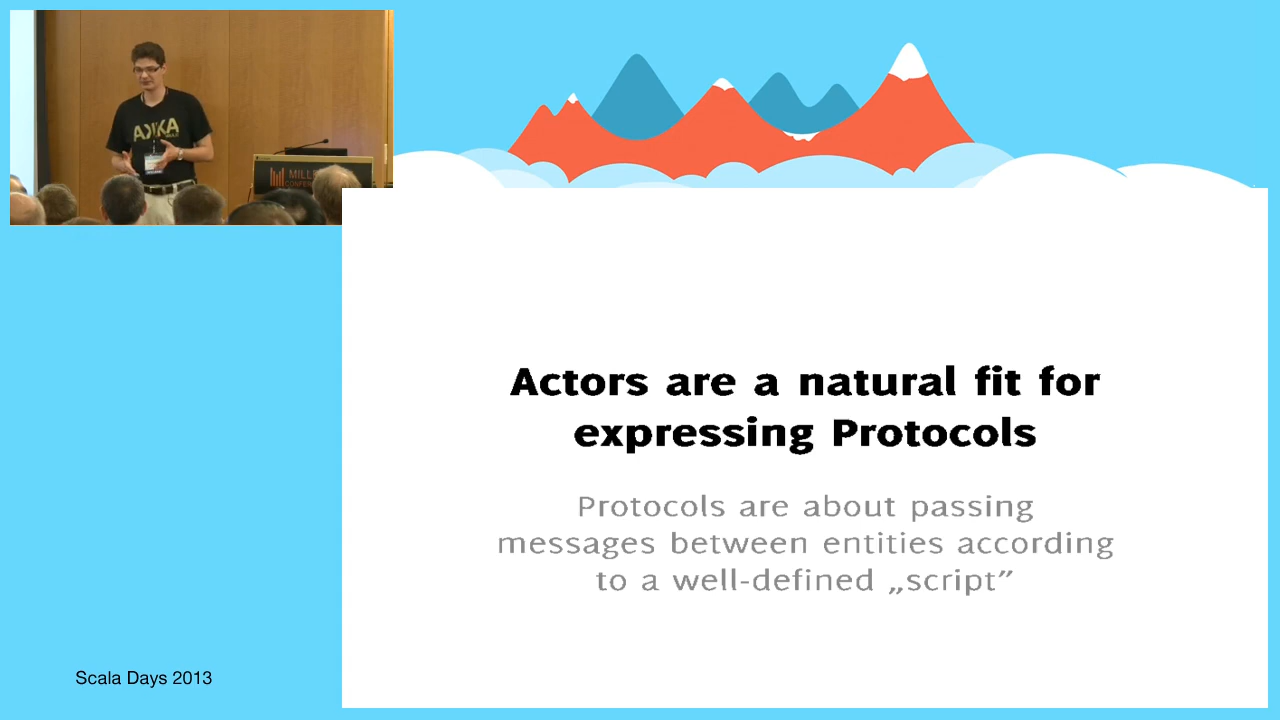 AKKA
Actors are a natural fit for
expressing Protocols
Protocols are about passing
messages between entities according
to a well-defined „script”
Scala Days 2013